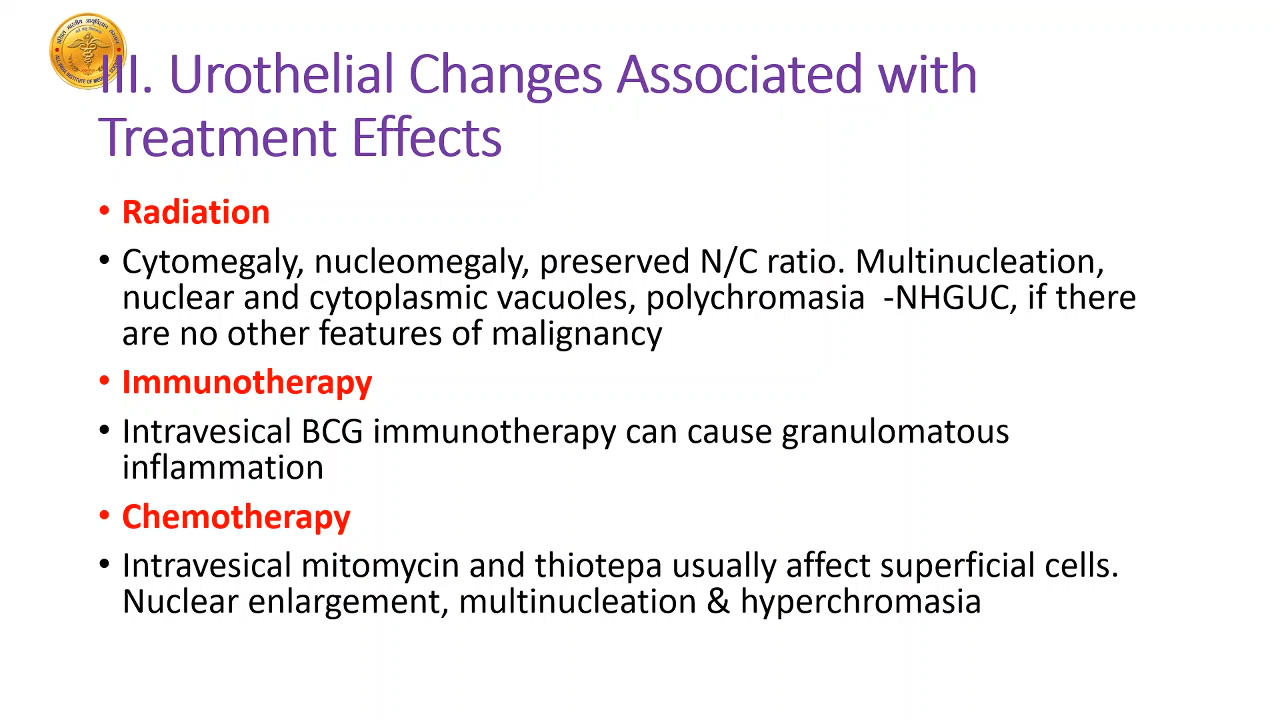 III. Urothelial Changes Associated with
Treatment Effects
• Radiation
• Cytomegaly, nucleomegaly, preserved N/C ratio. Multinucleation,
nuclear and cytoplasmic vacuoles, polychromasia -NHGUC, if there
are no other features of malignancy
• Immunotherapy
• Intravesical BCG immunotherapy can cause granulomatous
inflammation
• Chemotherapy
• Intravesical mitomycin and thiotepa usually affect superficial cells.
Nuclear enlargement, multinucleation & hyperchromasia